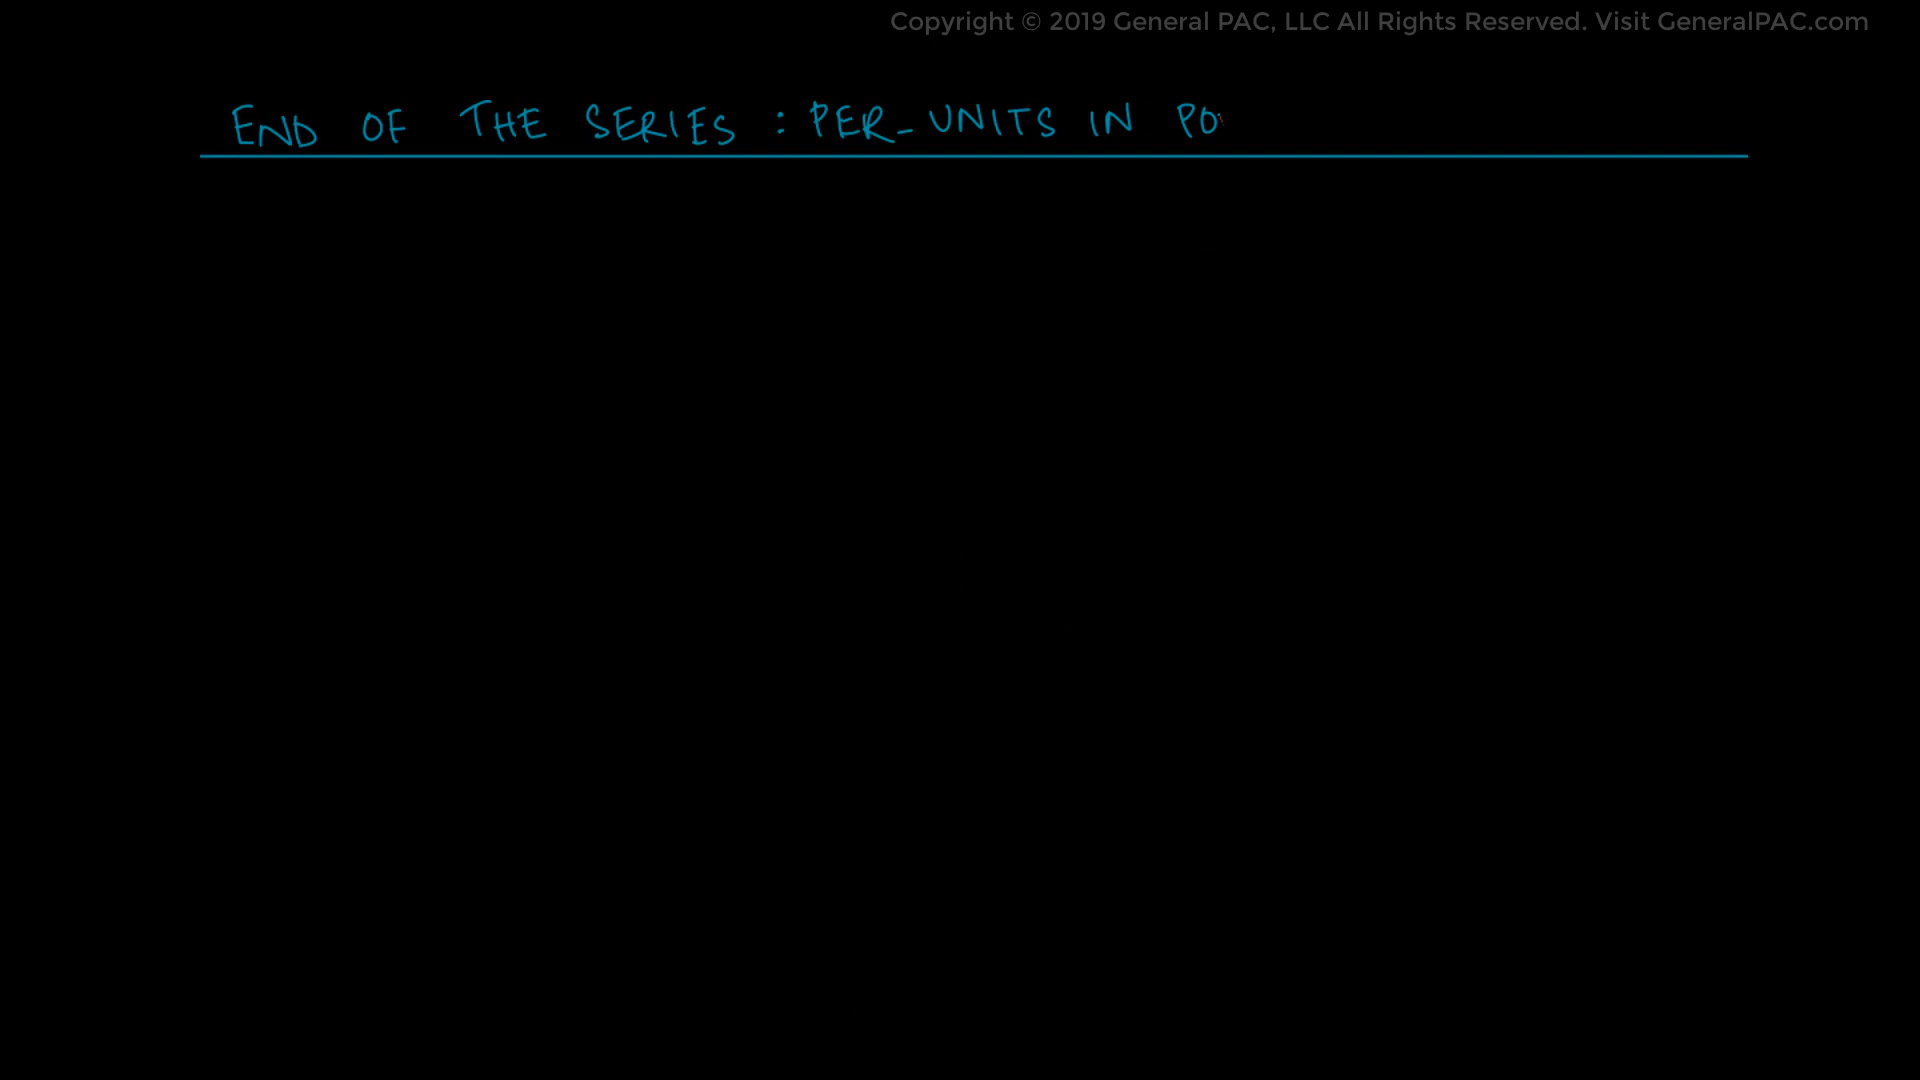 Copyright © 2019 General PAC, LLC All Rights Reserved. Visit GeneralPAC.com
END OF THE SERIES : PER-UNITS IN PO